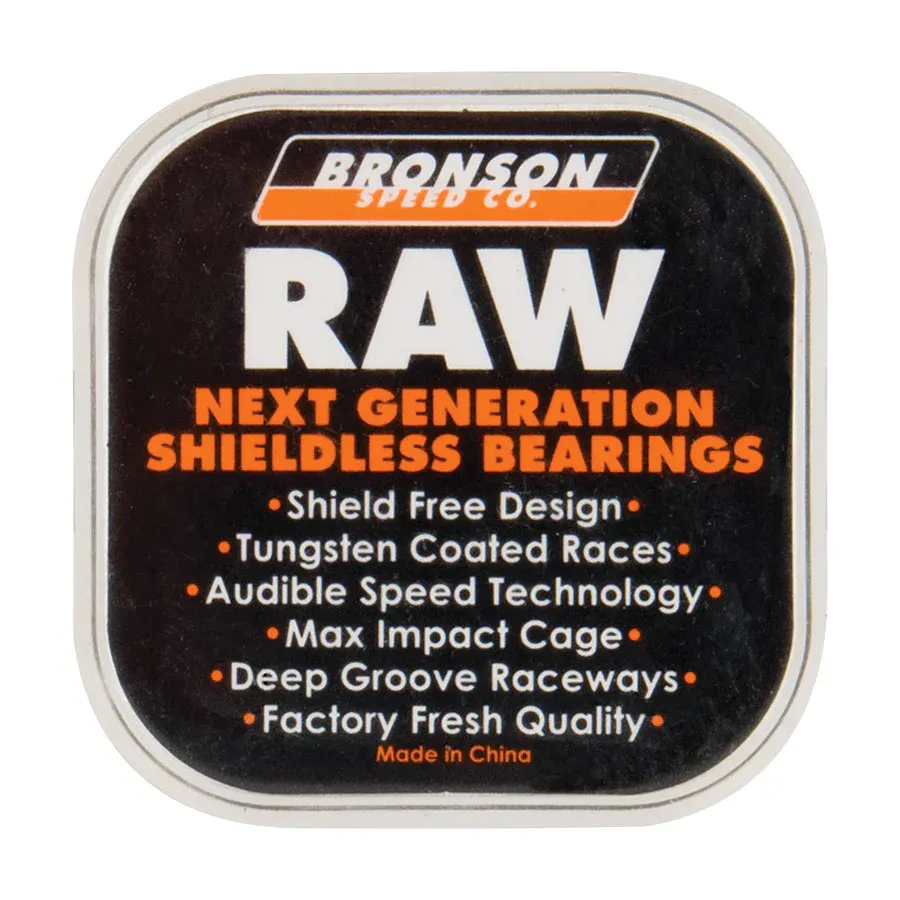 BRONSON
SPEED CO.
RAW
NEXT GENERATION
SHIELDLESS BEARINGS
•Shield Free Design•
•Tungsten Coated Races•
•Audible Speed Technology•
•Max Impact Cage•
•Deep Groove Raceways•
•Factory Fresh Quality•
Made in China